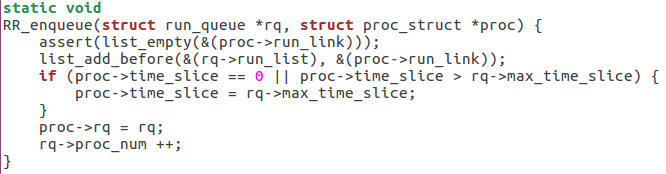 static void
RR_enqueue(struct run_queue *rq, struct proc_struct *proc) {
    assert(list_empty(&(proc->run_link)));
    list_add_before(&(rq->run_list), &(proc->run_link));
    if (proc->time_slice == 0 || proc->time_slice > rq->max_time_slice) {
        proc->time_slice = rq->max_time_slice;
    }
    proc->rq = rq;
    rq->proc_num ++;
}